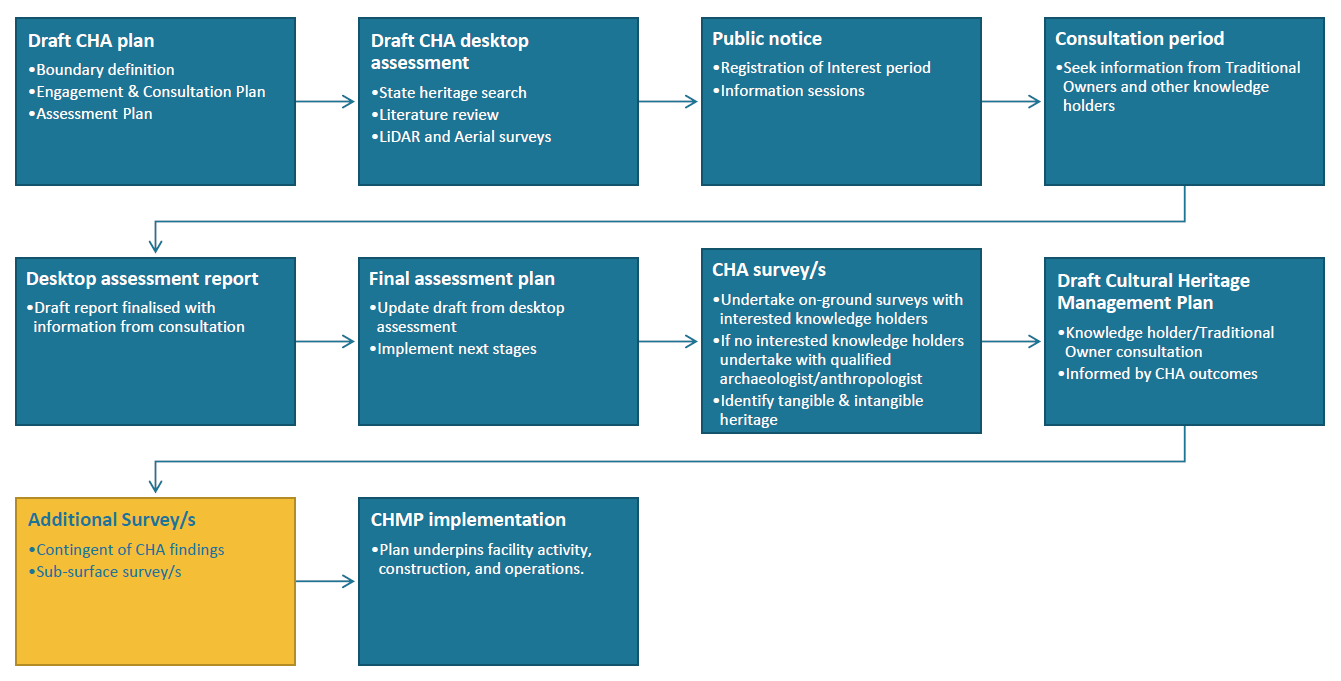 Draft CHA plan
•Boundary definition
•Engagement & Consultation Plan
•Assessment Plan
Draft CHA desktop
assessment
•State heritage search
•Literature review
•LiDAR and Aerial surveys
Public notice
•Registration of Interest period
•Information sessions
Consultation period
•Seek information from Traditional
Owners and other knowledge
holders
Desktop assessment report
•Draft report finalised with
information from consultation
Final assessment plan
•Update draft from desktop
assessment
•Implement next stages
CHA survey/s
•Undertake on-ground surveys with
interested knowledge holders
•If no interested knowledge holders
undertake with qualified
archaeologist/anthropologist
•Identify tangible & intangible
heritage
Draft Cultural Heritage
Management Plan
•Knowledge holder/Traditional
Owner consultation
•Informed by CHA outcomes
Additional Survey/s
•Contingent of CHA findings
•Sub-surface survey/s
CHMP implementation
•Plan underpins facility activity,
construction, and operations.